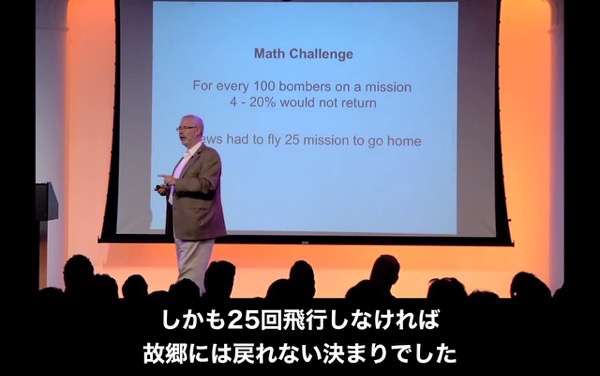 Math Challenge
For every 100 bombers on a mission
4 - 20% would not return
ews had to fly 25 mission to go home
しかも25回飛行しなければ
故郷には戻れない決まりでした